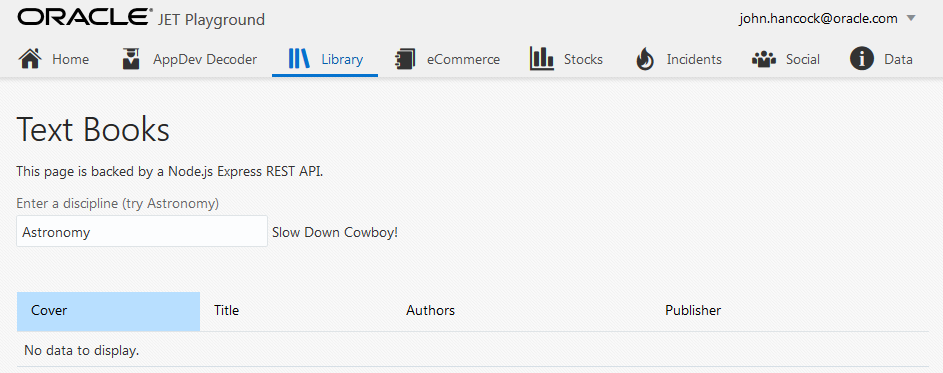 ORACLE® JET Playground john.hancock@oracle.com
Home AppDev Decoder Library eCommerce Stocks Incidents Social Data
Text Books
This page is backed by a Node.js Express REST API.
Enter a discipline (try Astronomy)
Astronomy Slow Down Cowboy!
Cover Title Authors Publisher
No data to display.